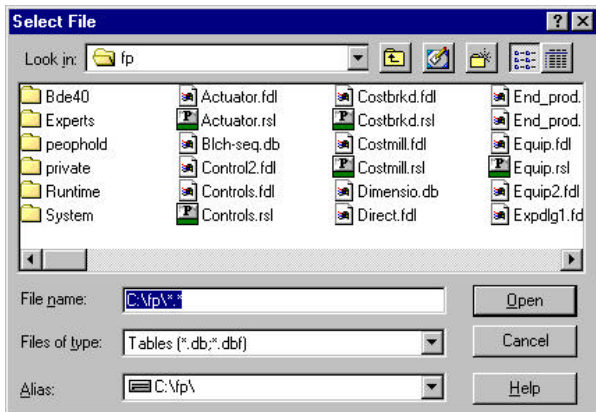 Select File
Look in: fp
Bde40 Actuator.fdl Costbrkd.fdl End_prod.
Experts Actuator.rsl Costbrkd.rsl End_prod.
peophold Blch-seq.db Costmill.fdl Equip.fdl
private Control2.fdl Costmill.rsl Equip.rsl
Runtime Controls.fdl Dimensio.db Equip2.fdl
System Controls.rsl Direct.fdl Expdlg1.fd
File name: C:\fp\*.* Open
Files of type: Tables (*.db;*.dbf) Cancel
Alias: C:\fp\ Help